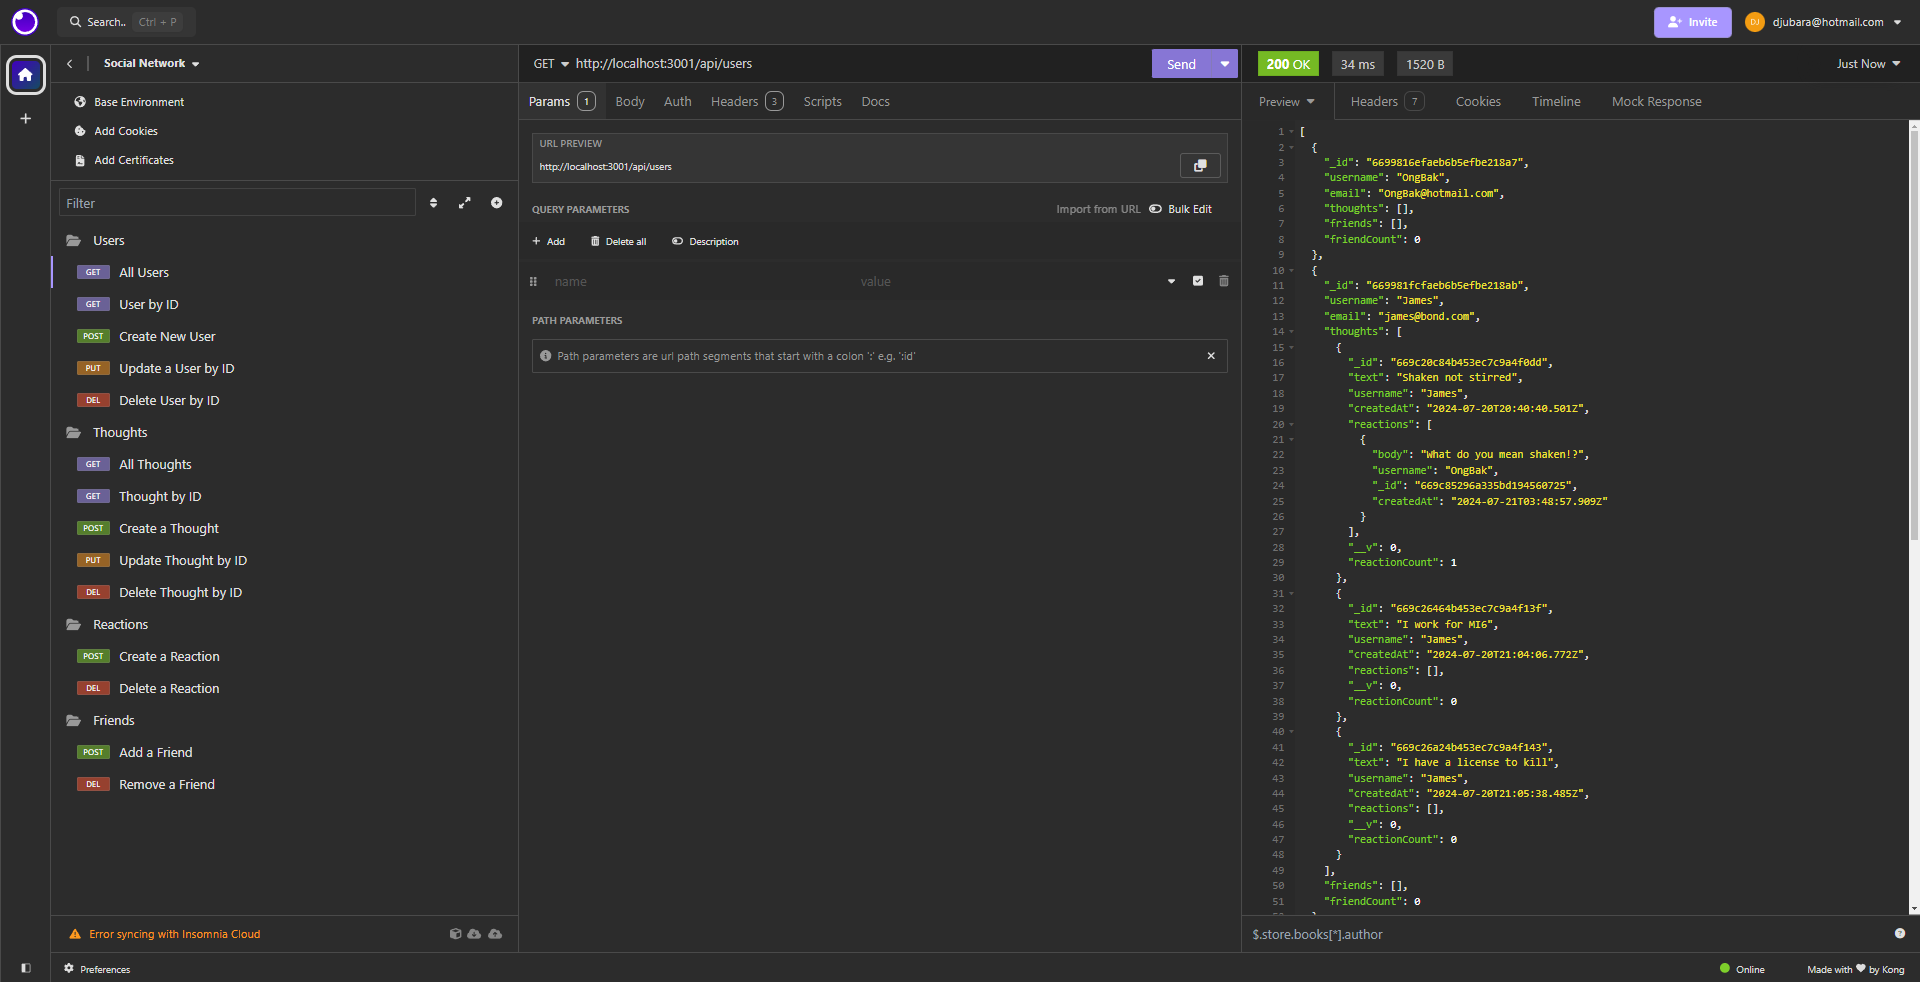 Search.. Ctrl + P
Invite
DJ djubara@hotmail.com
Social Network
Base Environment
Add Cookies
Add Certificates
Filter
Users
GET All Users
GET User by ID
POST Create New User
PUT Update a User by ID
DEL Delete User by ID
Thoughts
GET All Thoughts
GET Thought by ID
POST Create a Thought
PUT Update Thought by ID
DEL Delete Thought by ID
Reactions
POST Create a Reaction
DEL Delete a Reaction
Friends
POST Add a Friend
DEL Remove a Friend
Error syncing with Insomnia Cloud
Preferences
GET http://localhost:3001/api/users Send
Params 1 Body Auth Headers 3 Scripts Docs
URL PREVIEW
http://localhost:3001/api/users
QUERY PARAMETERS Import from URL Bulk Edit
+ Add Delete all Description
name value
PATH PARAMETERS
Path parameters are url path segments that start with a colon ':' e.g. ':id'
200 OK 34 ms 1520 B Just Now
Preview Headers 7 Cookies Timeline Mock Response
1 [
2 {
3 "_id": "6699816efaeb6b5efbe218a7",
4 "username": "OngBak",
5 "email": "OngBak@hotmail.com",
6 "thoughts": [],
7 "friends": [],
8 "friendCount": 0
9 },
10 {
11 "_id": "669981fcfaeb6b5efbe218ab",
12 "username": "James",
13 "email": "james@bond.com",
14 "thoughts": [
15 {
16 "_id": "669c20c84b453ec7c9a4f0dd",
17 "text": "Shaken not stirred",
18 "username": "James",
19 "createdAt": "2024-07-20T20:40:40.501Z",
20 "reactions": [
21 {
22 "body": "What do you mean shaken!?",
23 "username": "OngBak",
24 "_id": "669c85296a335bd194560725",
25 "createdAt": "2024-07-21T03:48:57.909Z"
26 }
27 ],
28 "__v": 0,
29 "reactionCount": 1
30 },
31 {
32 "_id": "669c26464b453ec7c9a4f13f",
33 "text": "I work for MI6",
34 "username": "James",
35 "createdAt": "2024-07-20T21:04:06.772Z",
36 "reactions": [],
37 "__v": 0,
38 "reactionCount": 0
39 },
40 {
41 "_id": "669c26a24b453ec7c9a4f143",
42 "text": "I have a license to kill",
43 "username": "James",
44 "createdAt": "2024-07-20T21:05:38.485Z",
45 "reactions": [],
46 "__v": 0,
47 "reactionCount": 0
48 }
49 ],
50 "friends": [],
51 "friendCount": 0
$.store.books[*].author
Online Made with ♥ by Kong